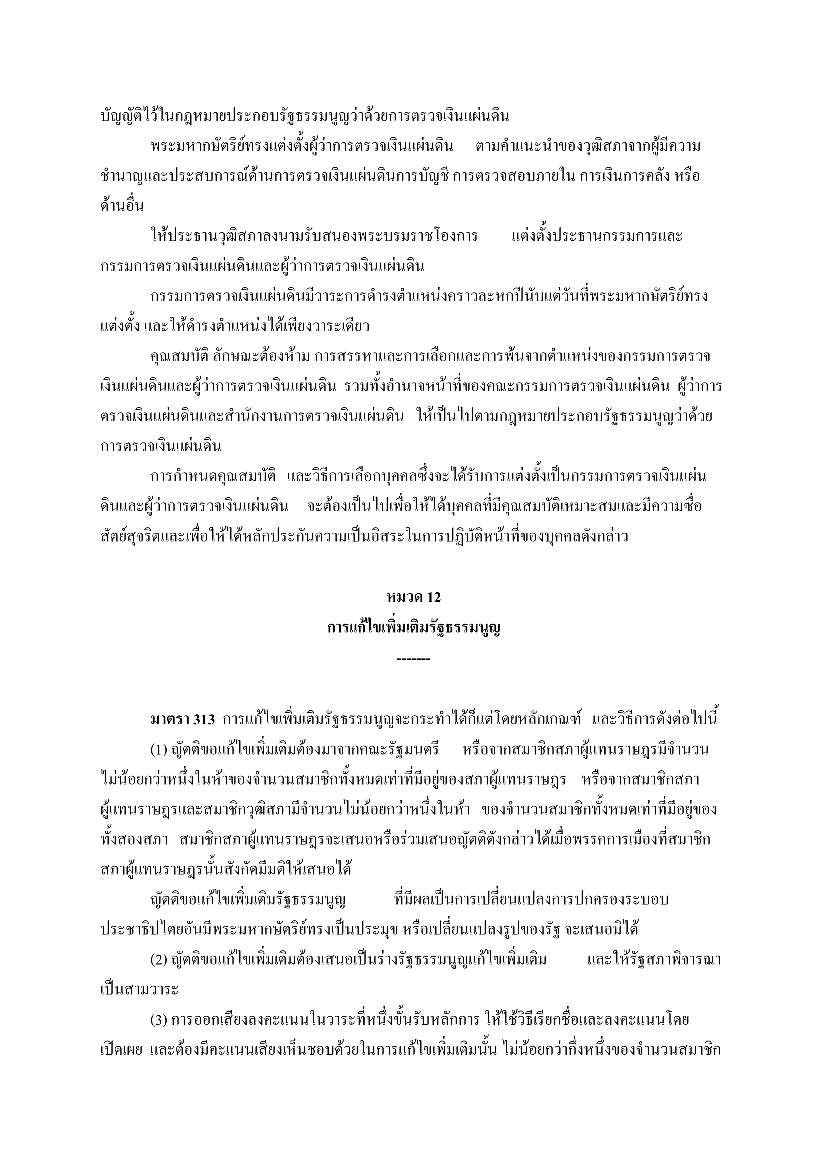 บัญญัติไว้ในกฎหมายประกอบรัฐธรรมนูญว่าด้วยการตรวจเงินแผ่นดิน
พระมหากษัตริย์ทรงแต่งตั้งผู้ว่าการตรวจเงินแผ่นดิน ตามคำแนะนำของวุฒิสภาจากผู้มีความ
ชำนาญและประสบการณ์ด้านการตรวจเงินแผ่นดินการบัญชี การตรวจสอบภายใน การเงินการคลัง หรือ
ด้านอื่น
ให้ประธานวุฒิสภาลงนามรับสนองพระบรมราชโองการ แต่งตั้งประธานกรรมการและ
กรรมการตรวจเงินแผ่นดินและผู้ว่าการตรวจเงินแผ่นดิน
กรรมการตรวจเงินแผ่นดินมีวาระการดำรงตำแหน่งคราวละหกปีนับแต่วันที่พระมหากษัตริย์ทรง
แต่งตั้ง และให้ดำรงตำแหน่งได้เพียงวาระเดียว
คุณสมบัติ ลักษณะต้องห้าม การสรรหาและการเลือกและการพ้นจากตำแหน่งของกรรมการตรวจ
เงินแผ่นดินและผู้ว่าการตรวจเงินแผ่นดิน รวมทั้งอำนาจหน้าที่ของคณะกรรมการตรวจเงินแผ่นดิน ผู้ว่าการ
ตรวจเงินแผ่นดินและสำนักงานการตรวจเงินแผ่นดิน ให้เป็นไปตามกฎหมายประกอบรัฐธรรมนูญว่าด้วย
การตรวจเงินแผ่นดิน
การกำหนดคุณสมบัติ และวิธีการเลือกบุคคลซึ่งจะได้รับการแต่งตั้งเป็นกรรมการตรวจเงินแผ่น
ดินและผู้ว่าการตรวจเงินแผ่นดิน จะต้องเป็นไปเพื่อให้ได้บุคคลที่มีคุณสมบัติเหมาะสมและมีความซื่อ
สัตย์สุจริตและเพื่อให้ได้หลักประกันความเป็นอิสระในการปฏิบัติหน้าที่ของบุคคลดังกล่าว
หมวด 12
การแก้ไขเพิ่มเติมรัฐธรรมนูญ
-------
มาตรา 313 การแก้ไขเพิ่มเติมรัฐธรรมนูญจะกระทำได้ก็แต่โดยหลักเกณฑ์ และวิธีการดังต่อไปนี้
(1) ญัตติขอแก้ไขเพิ่มเติมต้องมาจากคณะรัฐมนตรี หรือจากสมาชิกสภาผู้แทนราษฎรมีจำนวน
ไม่น้อยกว่าหนึ่งในห้าของจำนวนสมาชิกทั้งหมดเท่าที่มีอยู่ของสภาผู้แทนราษฎร หรือจากสมาชิกสภา
ผู้แทนราษฎรและสมาชิกวุฒิสภามีจำนวนไม่น้อยกว่าหนึ่งในห้า ของจำนวนสมาชิกทั้งหมดเท่าที่มีอยู่ของ
ทั้งสองสภา สมาชิกสภาผู้แทนราษฎรจะเสนอหรือร่วมเสนอญัตติดังกล่าวได้เมื่อพรรคการเมืองที่สมาชิก
สภาผู้แทนราษฎรนั้นสังกัดมีมติให้เสนอได้
ญัตติขอแก้ไขเพิ่มเติมรัฐธรรมนูญ ที่มีผลเป็นการเปลี่ยนแปลงการปกครองระบอบ
ประชาธิปไตยอันมีพระมหากษัตริย์ทรงเป็นประมุข หรือเปลี่ยนแปลงรูปของรัฐ จะเสนอมิได้
(2) ญัตติขอแก้ไขเพิ่มเติมต้องเสนอเป็นร่างรัฐธรรมนูญแก้ไขเพิ่มเติม และให้รัฐสภาพิจารณา
เป็นสามวาระ
(3) การออกเสียงลงคะแนนในวาระที่หนึ่งขั้นรับหลักการ ให้ใช้วิธีเรียกชื่อและลงคะแนนโดย
เปิดเผย และต้องมีคะแนนเสียงเห็นชอบด้วยในการแก้ไขเพิ่มเติมนั้น ไม่น้อยกว่ากึ่งหนึ่งของจำนวนสมาชิก